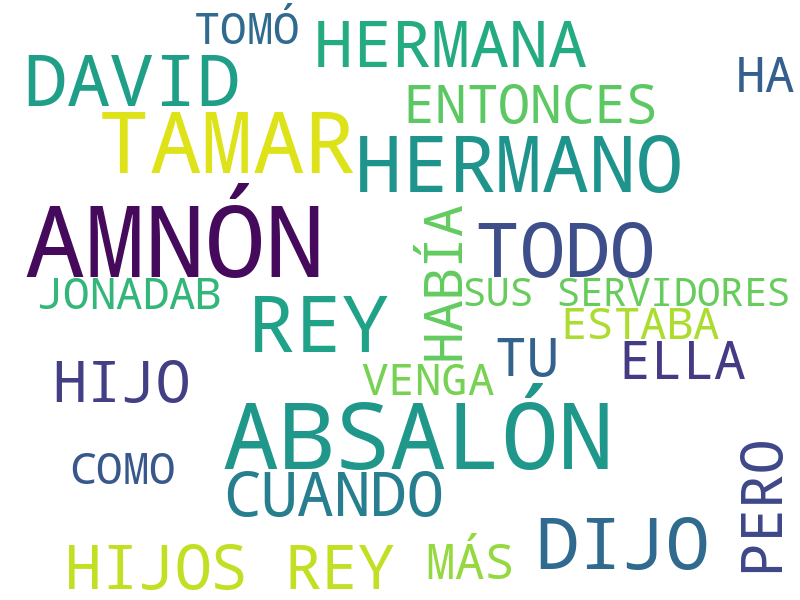 TOMÓ
HERMANA
DAVID
HA
ENTONCES
TAMAR
HERMANO
AMNÓN
HABÍA
TODO
JONADAB
SUS SERVIDORES
REY
ESTABA
TU
ELLA
HIJO
VENGA
ABSALÓN
COMO
CUANDO
PERO
DIJO
HIJOS REY
MÁS